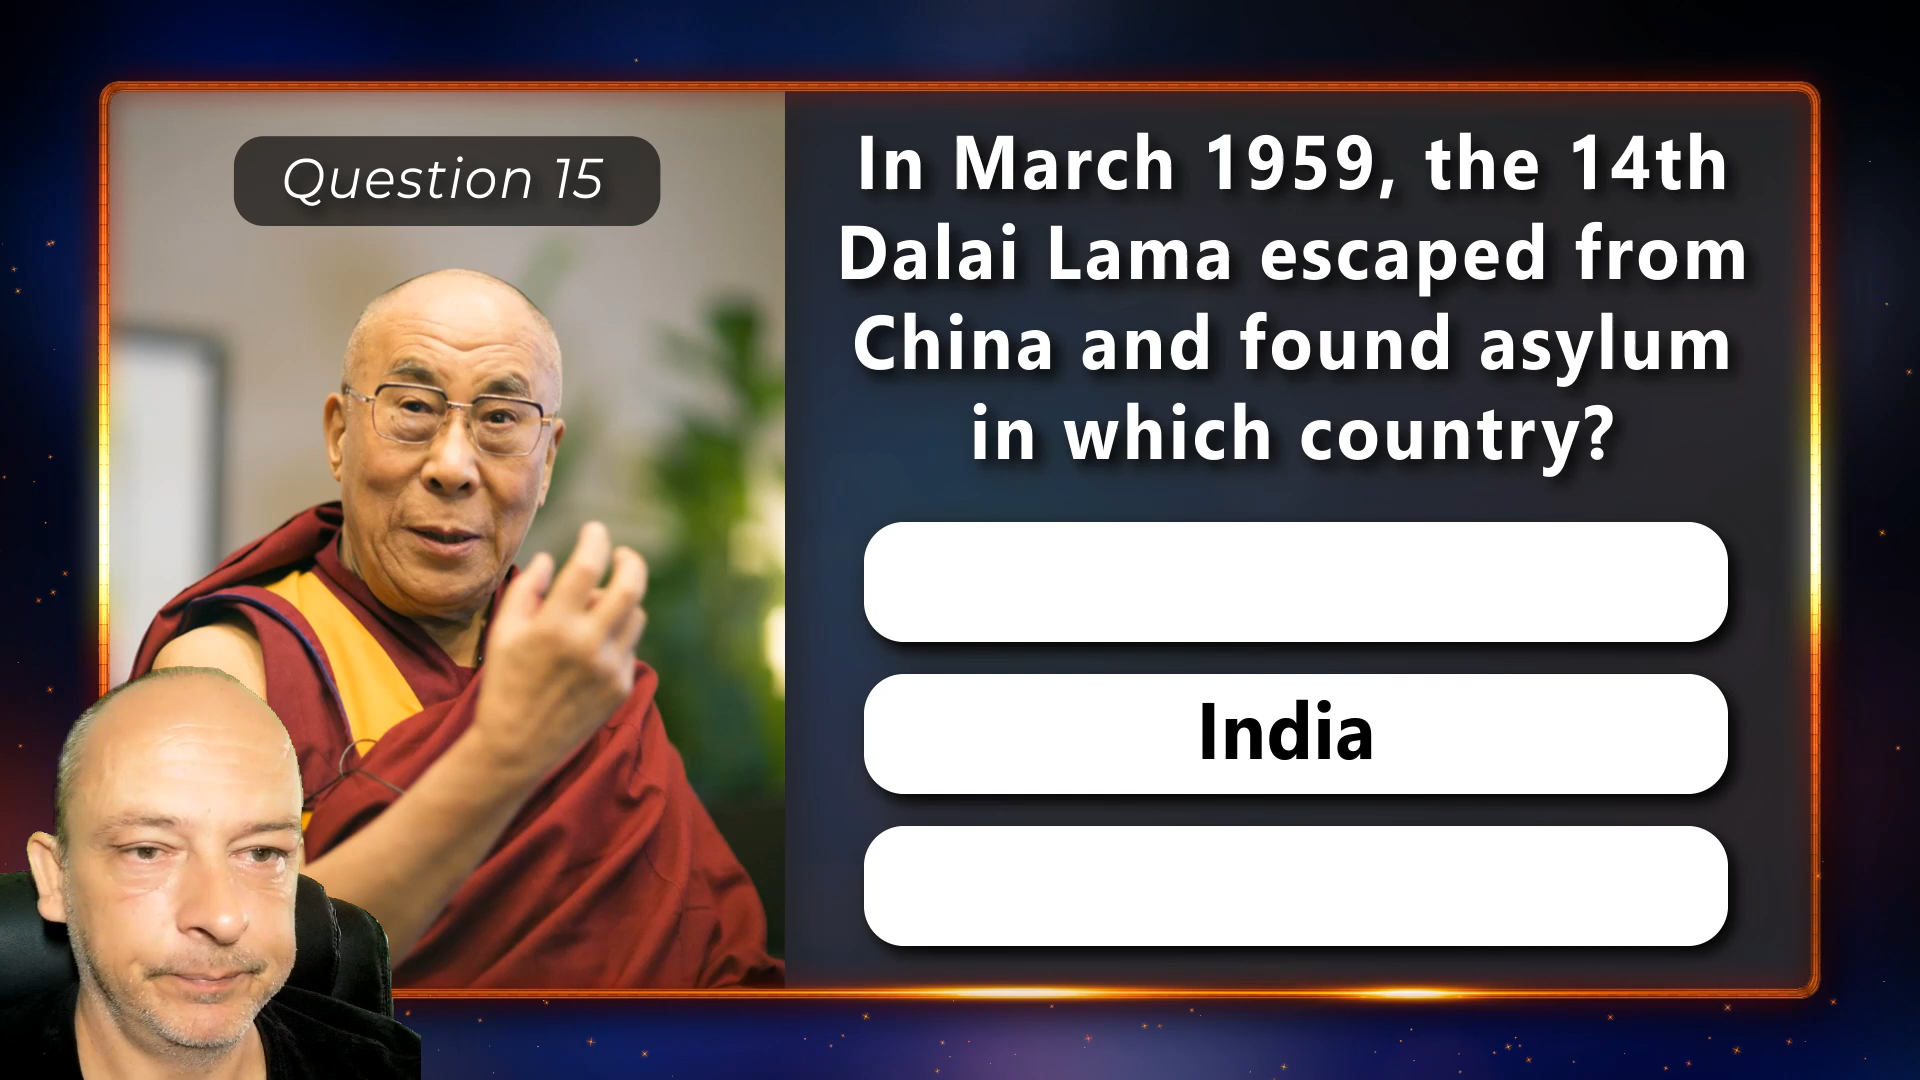 Question 15
In March 1959, the 14th
Dalai Lama escaped from
China and found asylum
in which country?
India